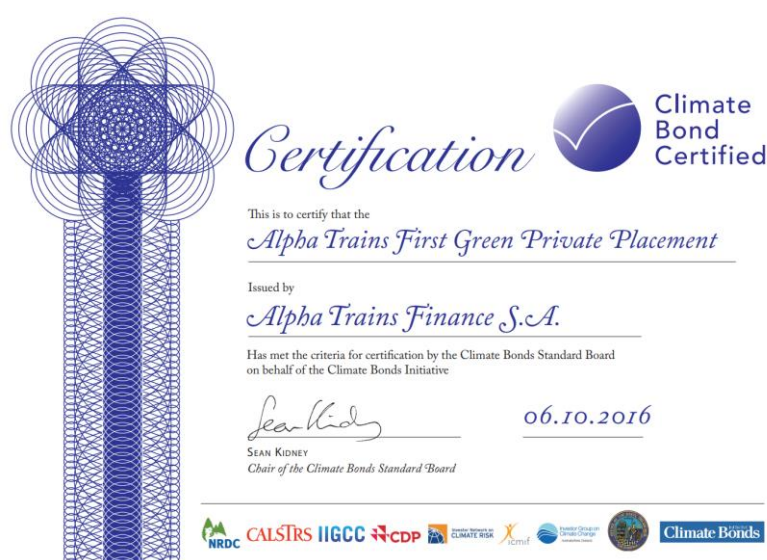 Certification
Climate
Bond
Certified
This is to certify that the
Alpha Trains First Green Private Placement
Issued by
Alpha Trains Finance S.A.
Has met the criteria for certification by the Climate Bonds Standard Board
on behalf of the Climate Bonds Initiative
Sean Kidney
06.10.2016
SEAN KIDNEY
Chair of the Climate Bonds Standard Board
NRDC CALSTRS IIGCC CDP Investor Network on CLIMATE RISK icmif Investor Group on Climate Change Climate Bonds